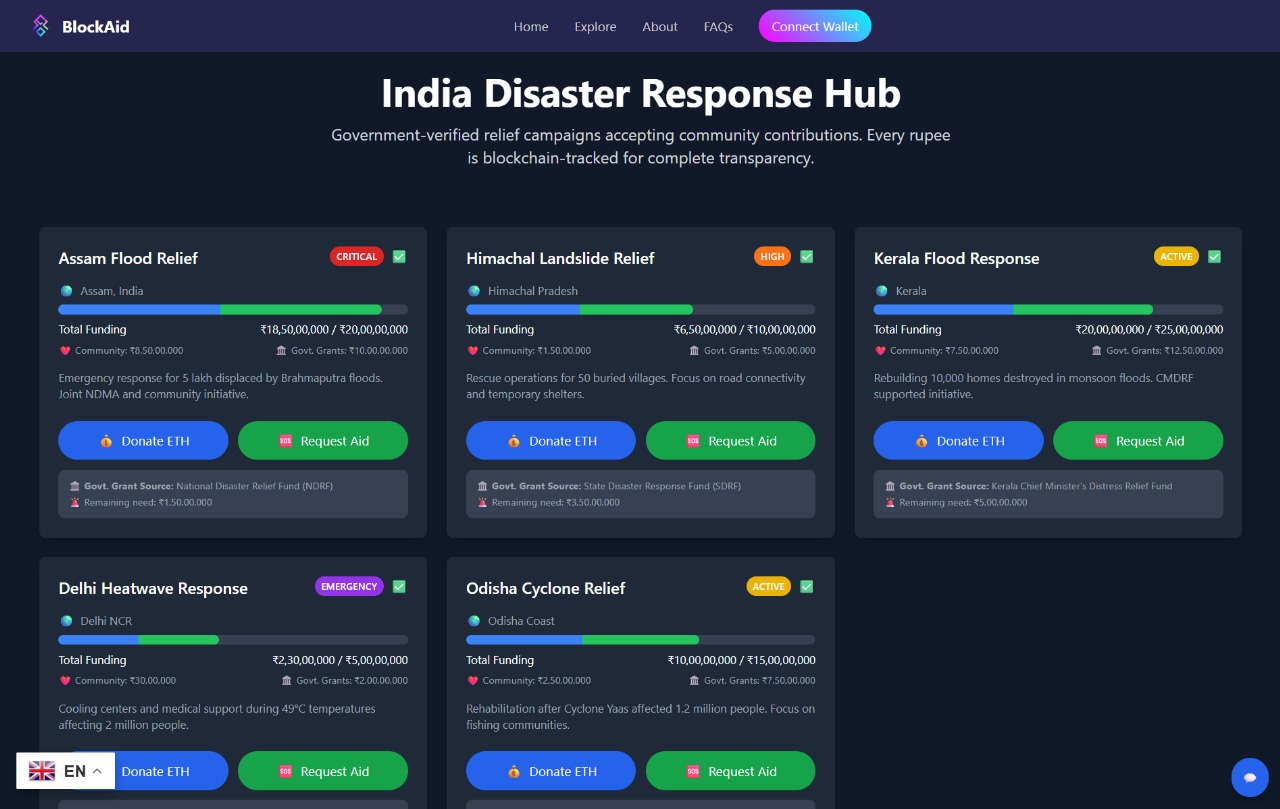 BlockAid
Home
Explore
About
FAQs
Connect Wallet
India Disaster Response Hub
Government-verified relief campaigns accepting community contributions. Every rupee
is blockchain-tracked for complete transparency.
Assam Flood Relief
CRITICAL
Assam, India
Total Funding
₹18,50,00,000 / ₹20,00,00,000
Community: ₹8,50,00,000
Govt. Grants: ₹10,00,00,000
Emergency response for 5 lakh displaced by Brahmaputra floods.
Joint NDMA and community initiative.
Donate ETH
SOS Request Aid
Govt. Grant Source: National Disaster Relief Fund (NDRF)
Remaining need: ₹1,50,00,000
Himachal Landslide Relief
HIGH
Himachal Pradesh
Total Funding
₹6,50,00,000 / ₹10,00,00,000
Community: ₹1,50,00,000
Govt. Grants: ₹5,00,00,000
Rescue operations for 50 buried villages. Focus on road connectivity
and temporary shelters.
Donate ETH
SOS Request Aid
Govt. Grant Source: State Disaster Response Fund (SDRF)
Remaining need: ₹3,50,00,000
Kerala Flood Response
ACTIVE
Kerala
Total Funding
₹20,00,00,000 / ₹25,00,00,000
Community: ₹7,50,00,000
Govt. Grants: ₹12,50,00,000
Rebuilding 10,000 homes destroyed in monsoon floods. CMDRF
supported initiative.
Donate ETH
SOS Request Aid
Govt. Grant Source: Kerala Chief Minister's Distress Relief Fund
Remaining need: ₹5,00,00,000
Delhi Heatwave Response
EMERGENCY
Delhi NCR
Total Funding
₹2,30,00,000 / ₹5,00,00,000
Community: ₹30,00,000
Govt. Grants: ₹2,00,00,000
Cooling centers and medical support during 49°C temperatures
affecting 2 million people.
Donate ETH
SOS Request Aid
Odisha Cyclone Relief
ACTIVE
Odisha Coast
Total Funding
₹10,00,00,000 / ₹15,00,00,000
Community: ₹2,50,00,000
Govt. Grants: ₹7,50,00,000
Rehabilitation after Cyclone Yaas affected 1.2 million people. Focus on
fishing communities.
Donate ETH
SOS Request Aid
EN